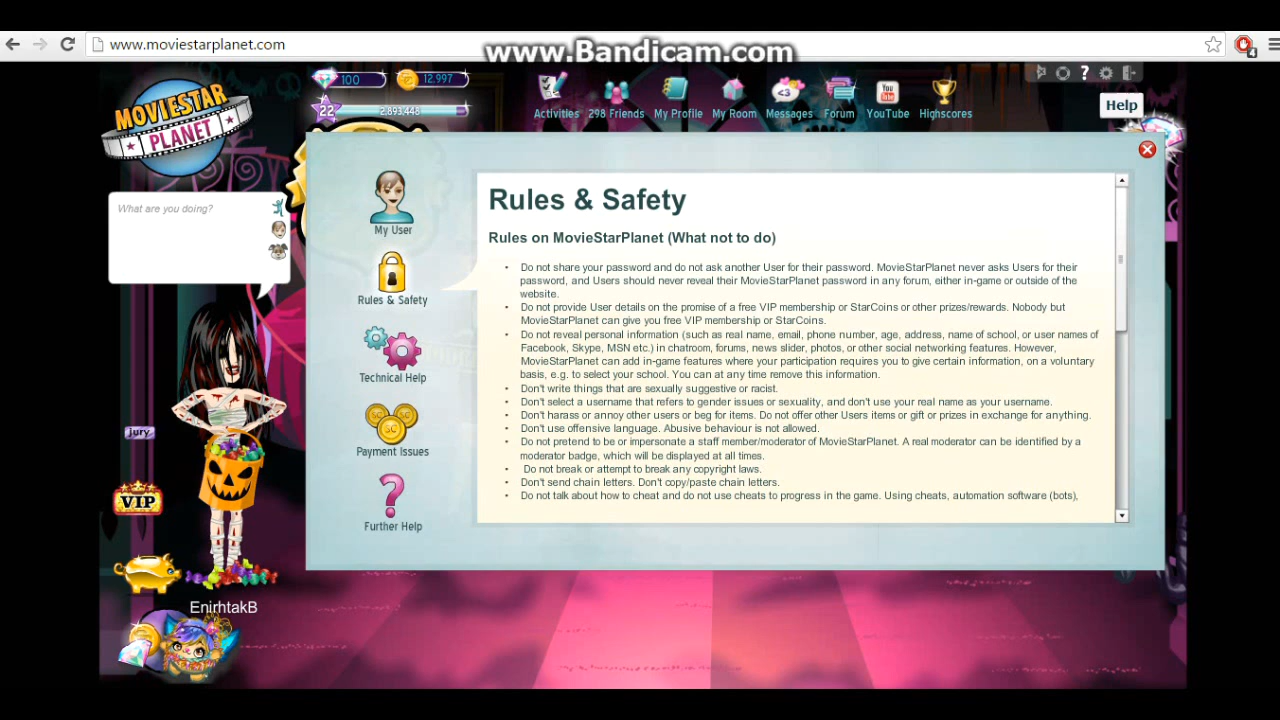 www.moviestarplanet.com
www.Bandicam.com
4
MOVIESTAR
PLANET
100
12.997
22
2.893.448
Activities
298 Friends
My Profile
My Room
<3
Messages
Forum
You
Tube
YouTube
Highscores
?
Help
What are you doing?
My User
Rules & Safety
Technical Help
SC
SC
SC
Payment Issues
?
Further Help
Rules & Safety
Rules on MovieStarPlanet (What not to do)
• Do not share your password and do not ask another User for their password. MovieStarPlanet never asks Users for their
password, and Users should never reveal their MovieStarPlanet password in any forum, either in-game or outside of the
website.
• Do not provide User details on the promise of a free VIP membership or StarCoins or other prizes/rewards. Nobody but
MovieStarPlanet can give you free VIP membership or StarCoins.
• Do not reveal personal information (such as real name, email, phone number, age, address, name of school, or user names of
Facebook, Skype, MSN etc.) in chatroom, forums, news slider, photos, or other social networking features. However,
MovieStarPlanet can add in-game features where your participation requires you to give certain information, on a voluntary
basis, e.g. to select your school. You can at any time remove this information.
• Don't write things that are sexually suggestive or racist.
• Don't select a username that refers to gender issues or sexuality, and don't use your real name as your username.
• Don't harass or annoy other users or beg for items. Do not offer other Users items or gift or prizes in exchange for anything.
• Don't use offensive language. Abusive behaviour is not allowed.
• Do not pretend to be or impersonate a staff member/moderator of MovieStarPlanet. A real moderator can be identified by a
moderator badge, which will be displayed at all times.
• Do not break or attempt to break any copyright laws.
• Don't send chain letters. Don't copy/paste chain letters.
• Do not talk about how to cheat and do not use cheats to progress in the game. Using cheats, automation software (bots),
jury
VIP
EnirhtakB